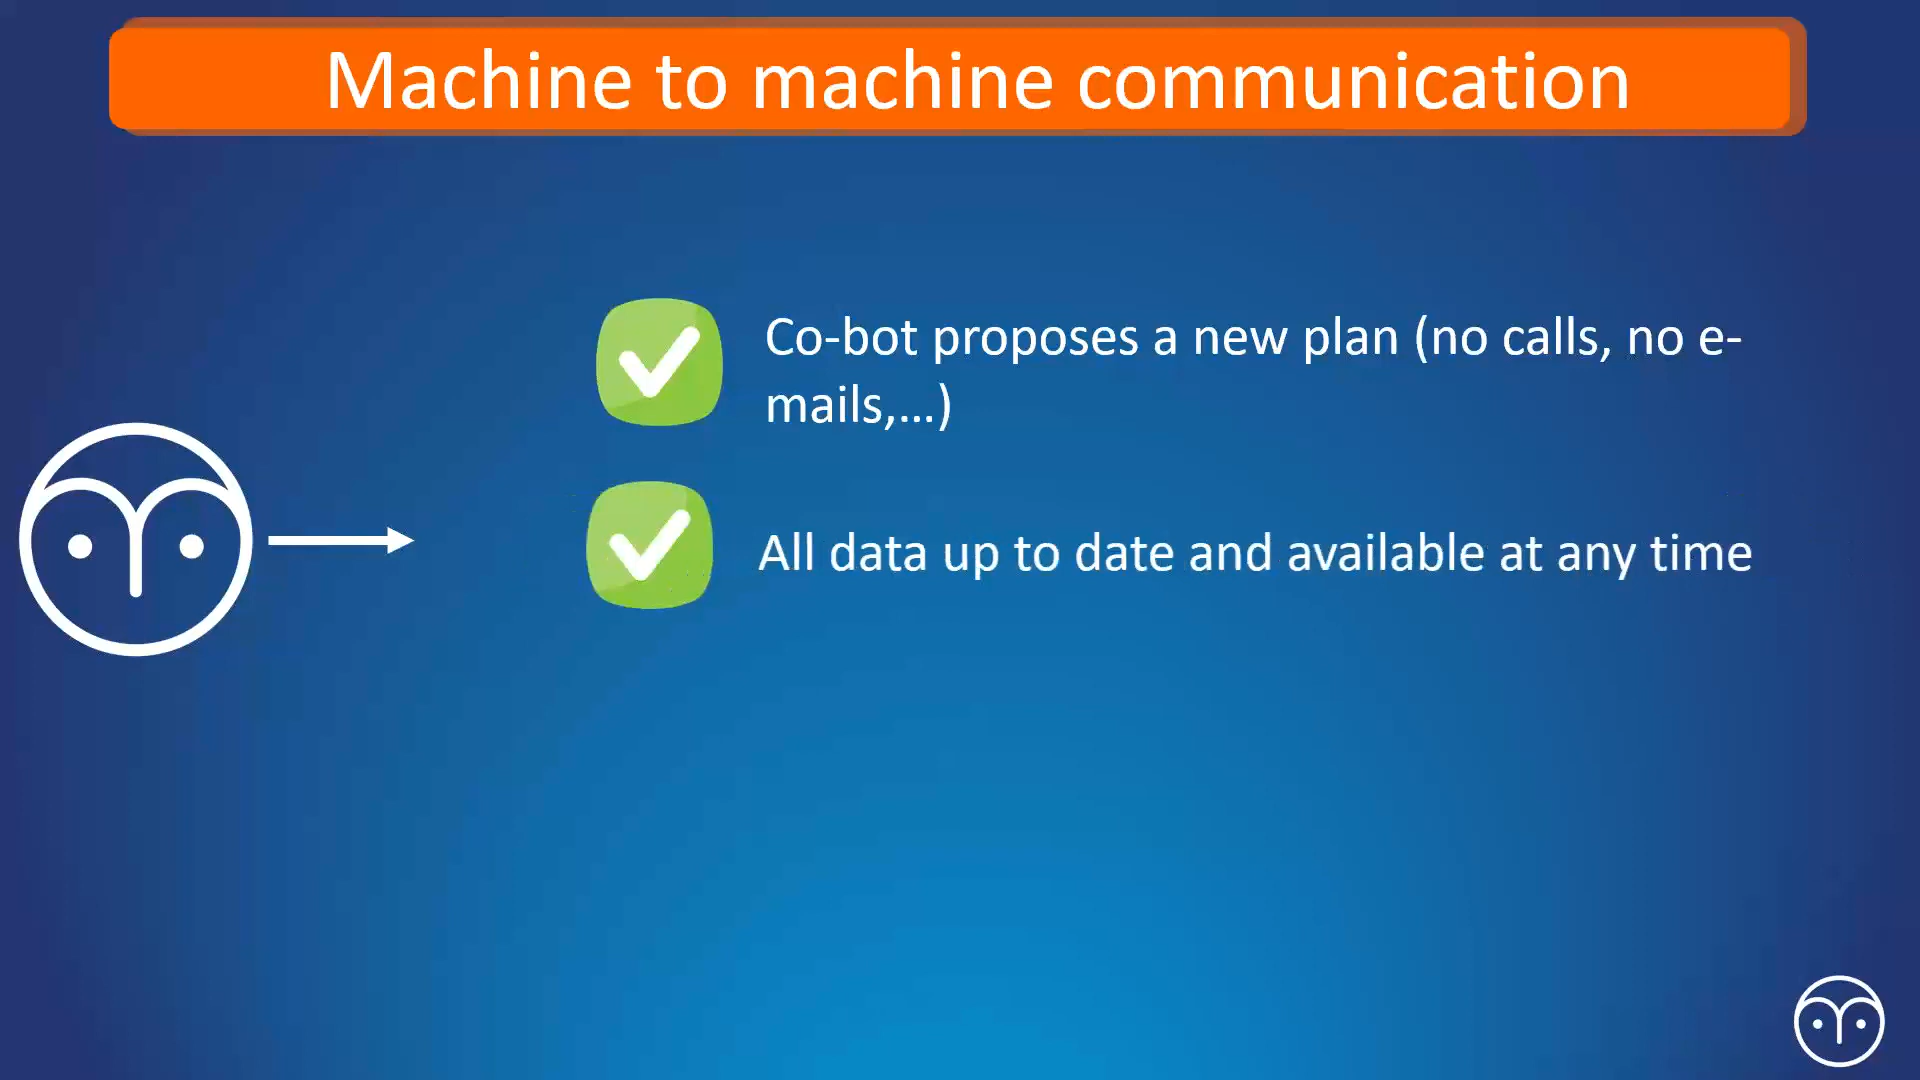 Machine to machine communication
Co-bot proposes a new plan (no calls, no e-
mails,...)
All data up to date and available at any time